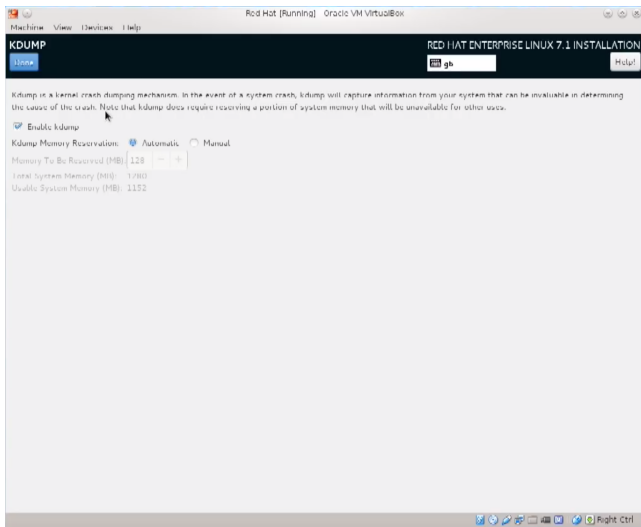 Red Hat [Running] - Oracle VM VirtualBox
Machine View Devices Help
KDUMP
RED HAT ENTERPRISE LINUX 7.1 INSTALLATION
Done
gb
Help!
Kdump is a kernel crash dumping mechanism. In the event of a system crash, kdump will capture information from your system that can be invaluable in determining
the cause of the crash. Note that kdump does require reserving a portion of system memory that will be unavailable for other uses.
Enable kdump
Kdump Memory Reservation: Automatic Manual
Memory To Be Reserved (MB): 128 - +
Total System Memory (MB): 1280
Usable System Memory (MB): 1152
Right Ctrl